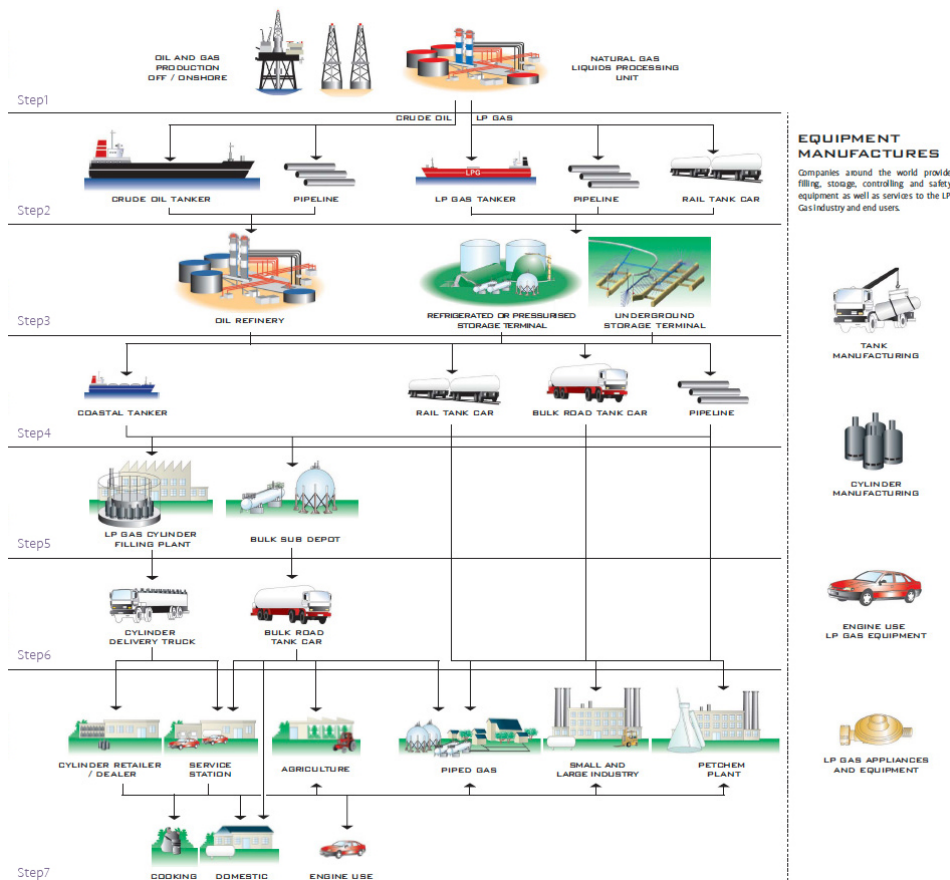 OIL AND GAS
PRODUCTION
OFF / ONSHORE
NATURAL GAS
LIQUIDS PROCESSING
UNIT
Step1
CRUDE OIL
LP GAS
LPG
CRUDE OIL TANKER
PIPELINE
LP GAS TANKER
PIPELINE
RAIL TANK CAR
Step2
OIL REFINERY
REFRIGERATED OR PRESSURISED
STORAGE TERMINAL
UNDERGROUND
STORAGE TERMINAL
Step3
COASTAL TANKER
RAIL TANK CAR
BULK ROAD TANK CAR
PIPELINE
Step4
LP GAS CYLINDER
FILLING PLANT
BULK SUB DEPOT
Step5
CYLINDER
DELIVERY TRUCK
BULK ROAD
TANK CAR
Step6
CYLINDER RETAILER
/ DEALER
SERVICE
STATION
AGRICULTURE
PIPED GAS
SMALL AND
LARGE INDUSTRY
PETCHEM
PLANT
COOKING
DOMESTIC
ENGINE USE
Step7
EQUIPMENT
MANUFACTURES
Companies around the world provide
filling, storage, controlling and safety
equipment as well as services to the LP
Gas Industry and end users.
TANK
MANUFACTURING
CYLINDER
MANUFACTURING
ENGINE USE
LP GAS EQUIPMENT
LP GAS APPLIANCES
AND EQUIPMENT